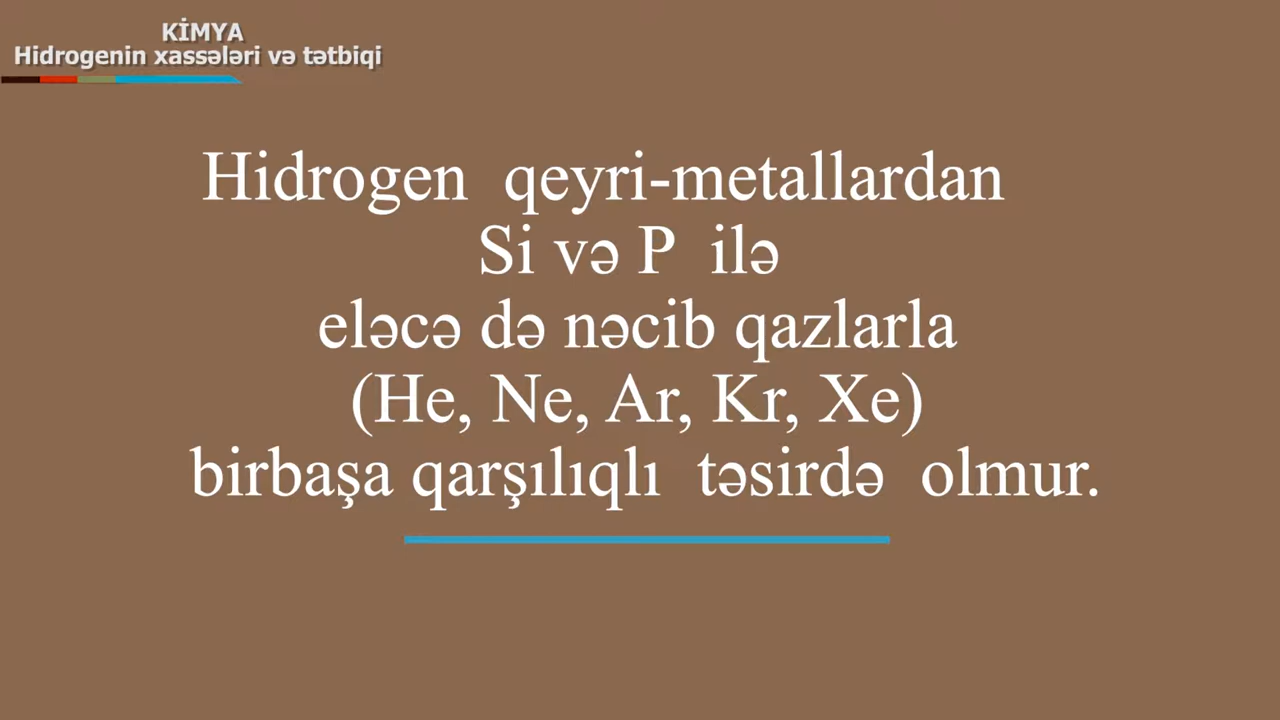 KİMYA
Hidrogenin xassələri və tətbiqi
Hidrogen qeyri-metallardan
Si və P ilə
eləcə də nəcib qazlarla
(He, Ne, Ar, Kr, Xe)
birbaşa qarşılıqlı təsirdə olmur.